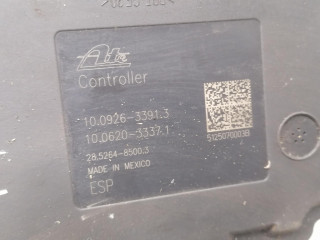 Ate
Controller
10.0926-3391.3
10.0620-3337.1
28.5264-8500.3
MADE IN MEXICO
ESP